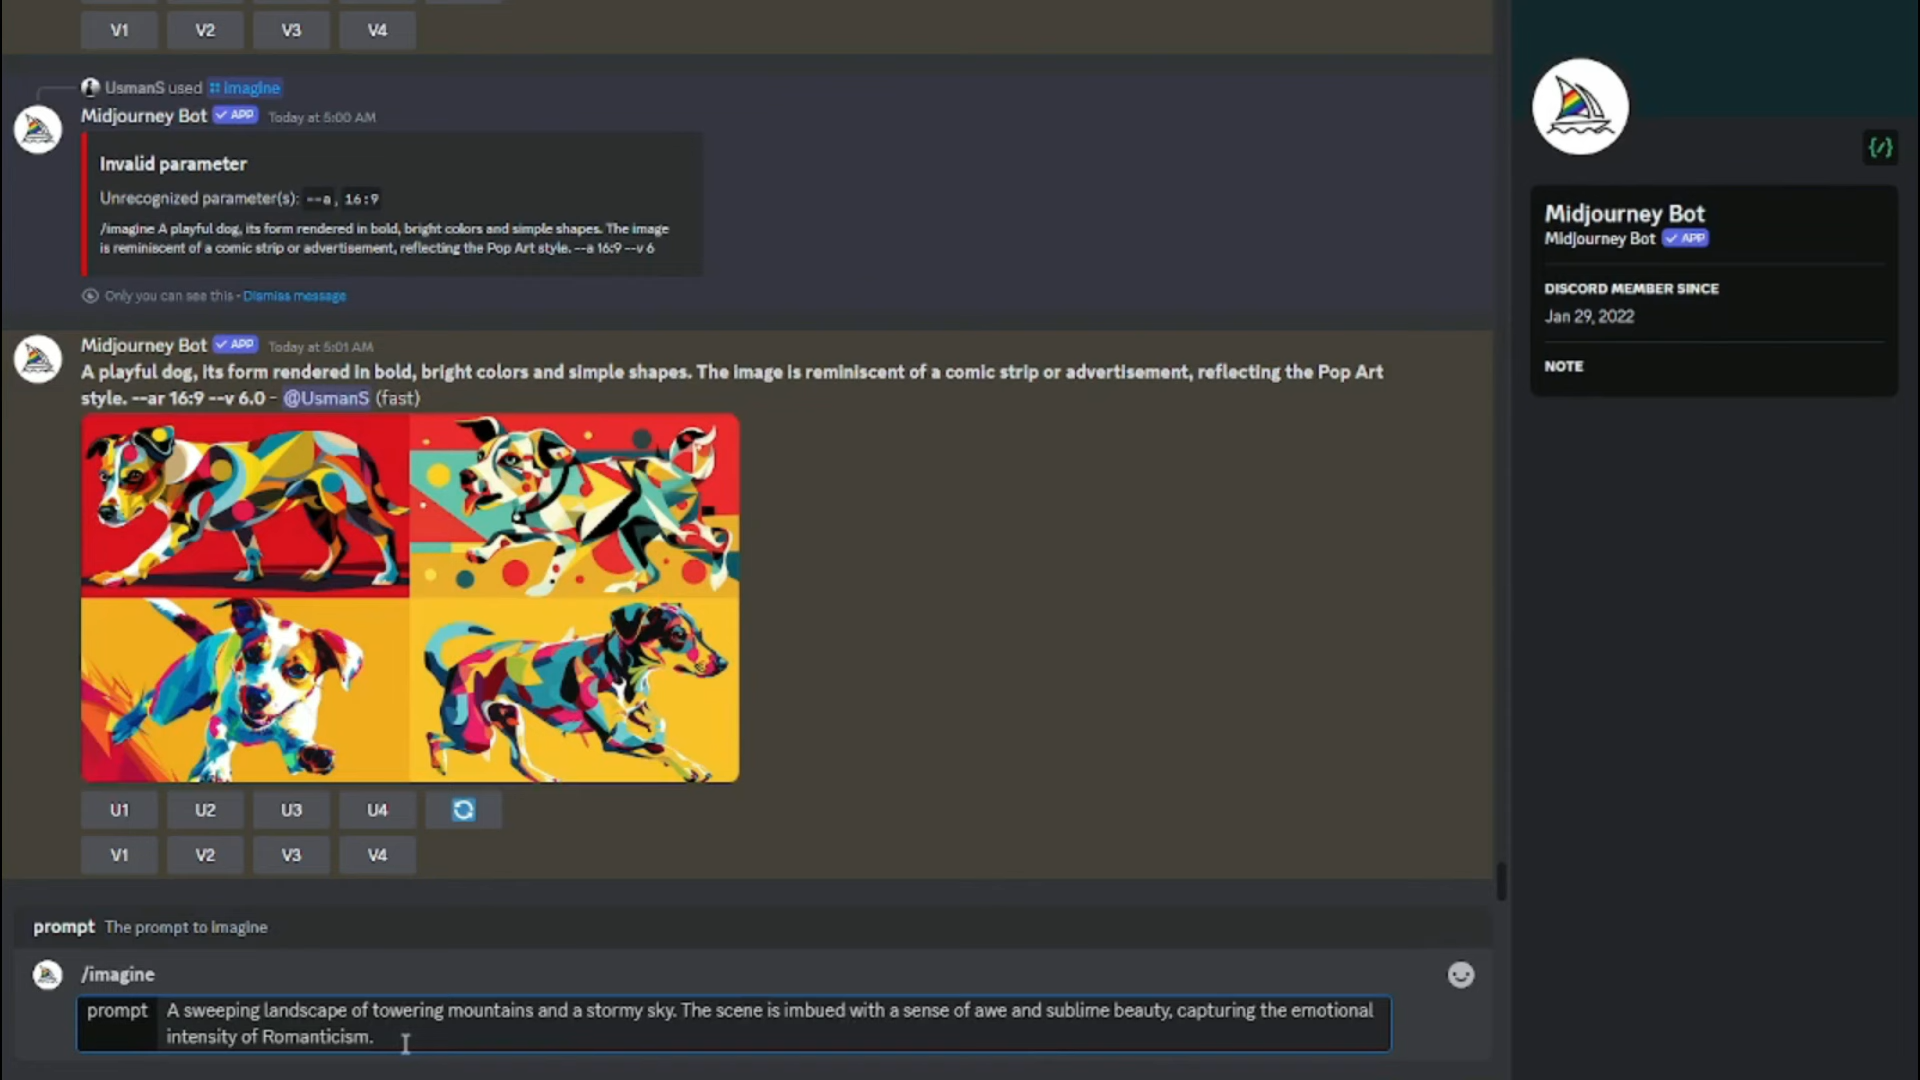 V1 V2 V3 V4
UsmanS used imagine
Midjourney Bot APP Today at 5:00 AM
Invalid parameter
Unrecognized parameter(s): --a, 16:9
/imagine A playful dog, its form rendered in bold, bright colors and simple shapes. The image
is reminiscent of a comic strip or advertisement, reflecting the Pop Art style. --a 16:9 --v 6
Only you can see this · Dismiss message
Midjourney Bot APP Today at 5:01 AM
A playful dog, its form rendered in bold, bright colors and simple shapes. The image is reminiscent of a comic strip or advertisement, reflecting the Pop Art
style. --ar 16:9 --v 6.0 - @UsmanS (fast)
U1 U2 U3 U4
V1 V2 V3 V4
prompt The prompt to imagine
/imagine
prompt A sweeping landscape of towering mountains and a stormy sky. The scene is imbued with a sense of awe and sublime beauty, capturing the emotional
intensity of Romanticism.
{/}
Midjourney Bot
Midjourney Bot APP
DISCORD MEMBER SINCE
Jan 29, 2022
NOTE